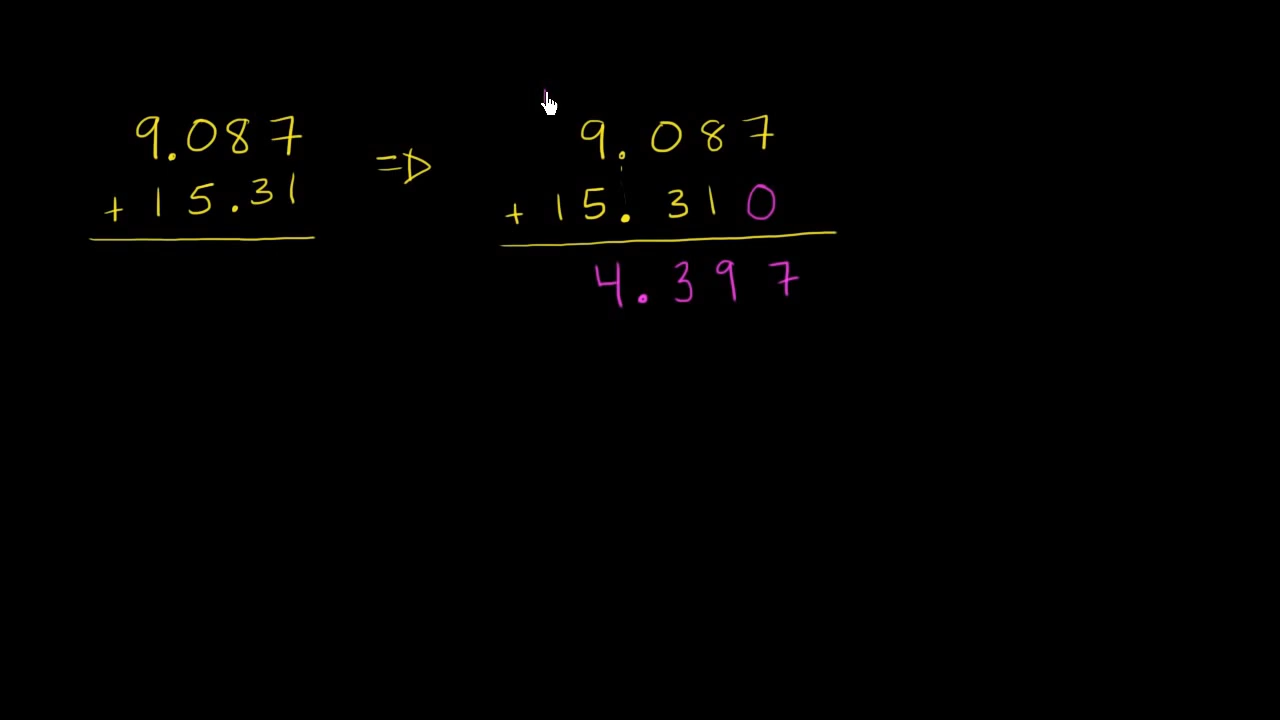 9.087 => 9.087
+ 15.31 + 15.310
4.397